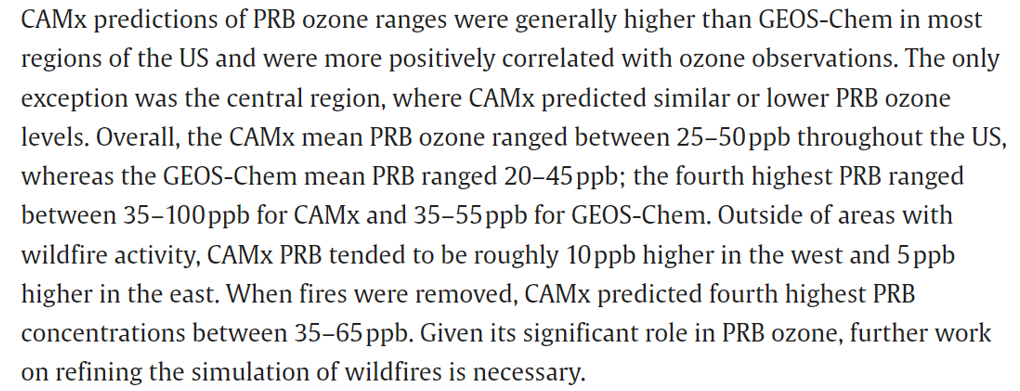 CAMx predictions of PRB ozone ranges were generally higher than GEOS-Chem in most
regions of the US and were more positively correlated with ozone observations. The only
exception was the central region, where CAMx predicted similar or lower PRB ozone
levels. Overall, the CAMx mean PRB ozone ranged between 25–50 ppb throughout the US,
whereas the GEOS-Chem mean PRB ranged 20–45 ppb; the fourth highest PRB ranged
between 35–100 ppb for CAMx and 35–55 ppb for GEOS-Chem. Outside of areas with
wildfire activity, CAMx PRB tended to be roughly 10 ppb higher in the west and 5 ppb
higher in the east. When fires were removed, CAMx predicted fourth highest PRB
concentrations between 35–65 ppb. Given its significant role in PRB ozone, further work
on refining the simulation of wildfires is necessary.